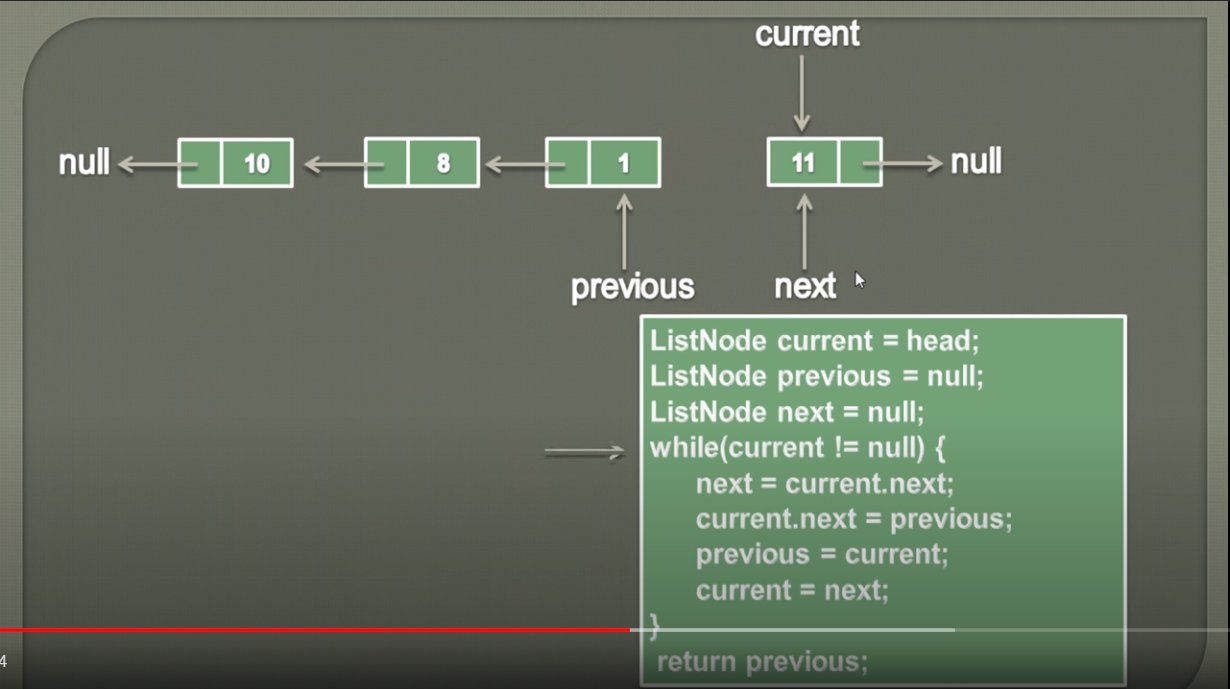 current
null 10 8 1 11 null
previous next
ListNode current = head;
ListNode previous = null;
ListNode next = null;
while(current != null) {
next = current.next;
current.next = previous;
previous = current;
current = next;
}
4
return previous;